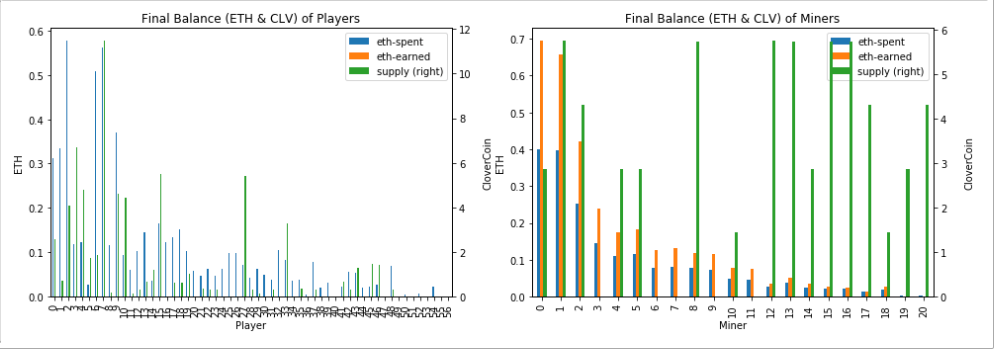 Final Balance (ETH & CLV) of Players
eth-spent
eth-earned
supply (right)
0.6
0.5
0.4
0.3
0.2
0.1
0.0
ETH
12
10
8
6
4
2
0
CloverCoin
Player
Final Balance (ETH & CLV) of Miners
eth-spent
eth-earned
supply (right)
0.7
0.6
0.5
0.4
0.3
0.2
0.1
0.0
ETH
6
5
4
3
2
1
0
CloverCoin
0 1 2 3 4 5 6 7 8 9 10 11 12 13 14 15 16 17 18 19 20
Miner